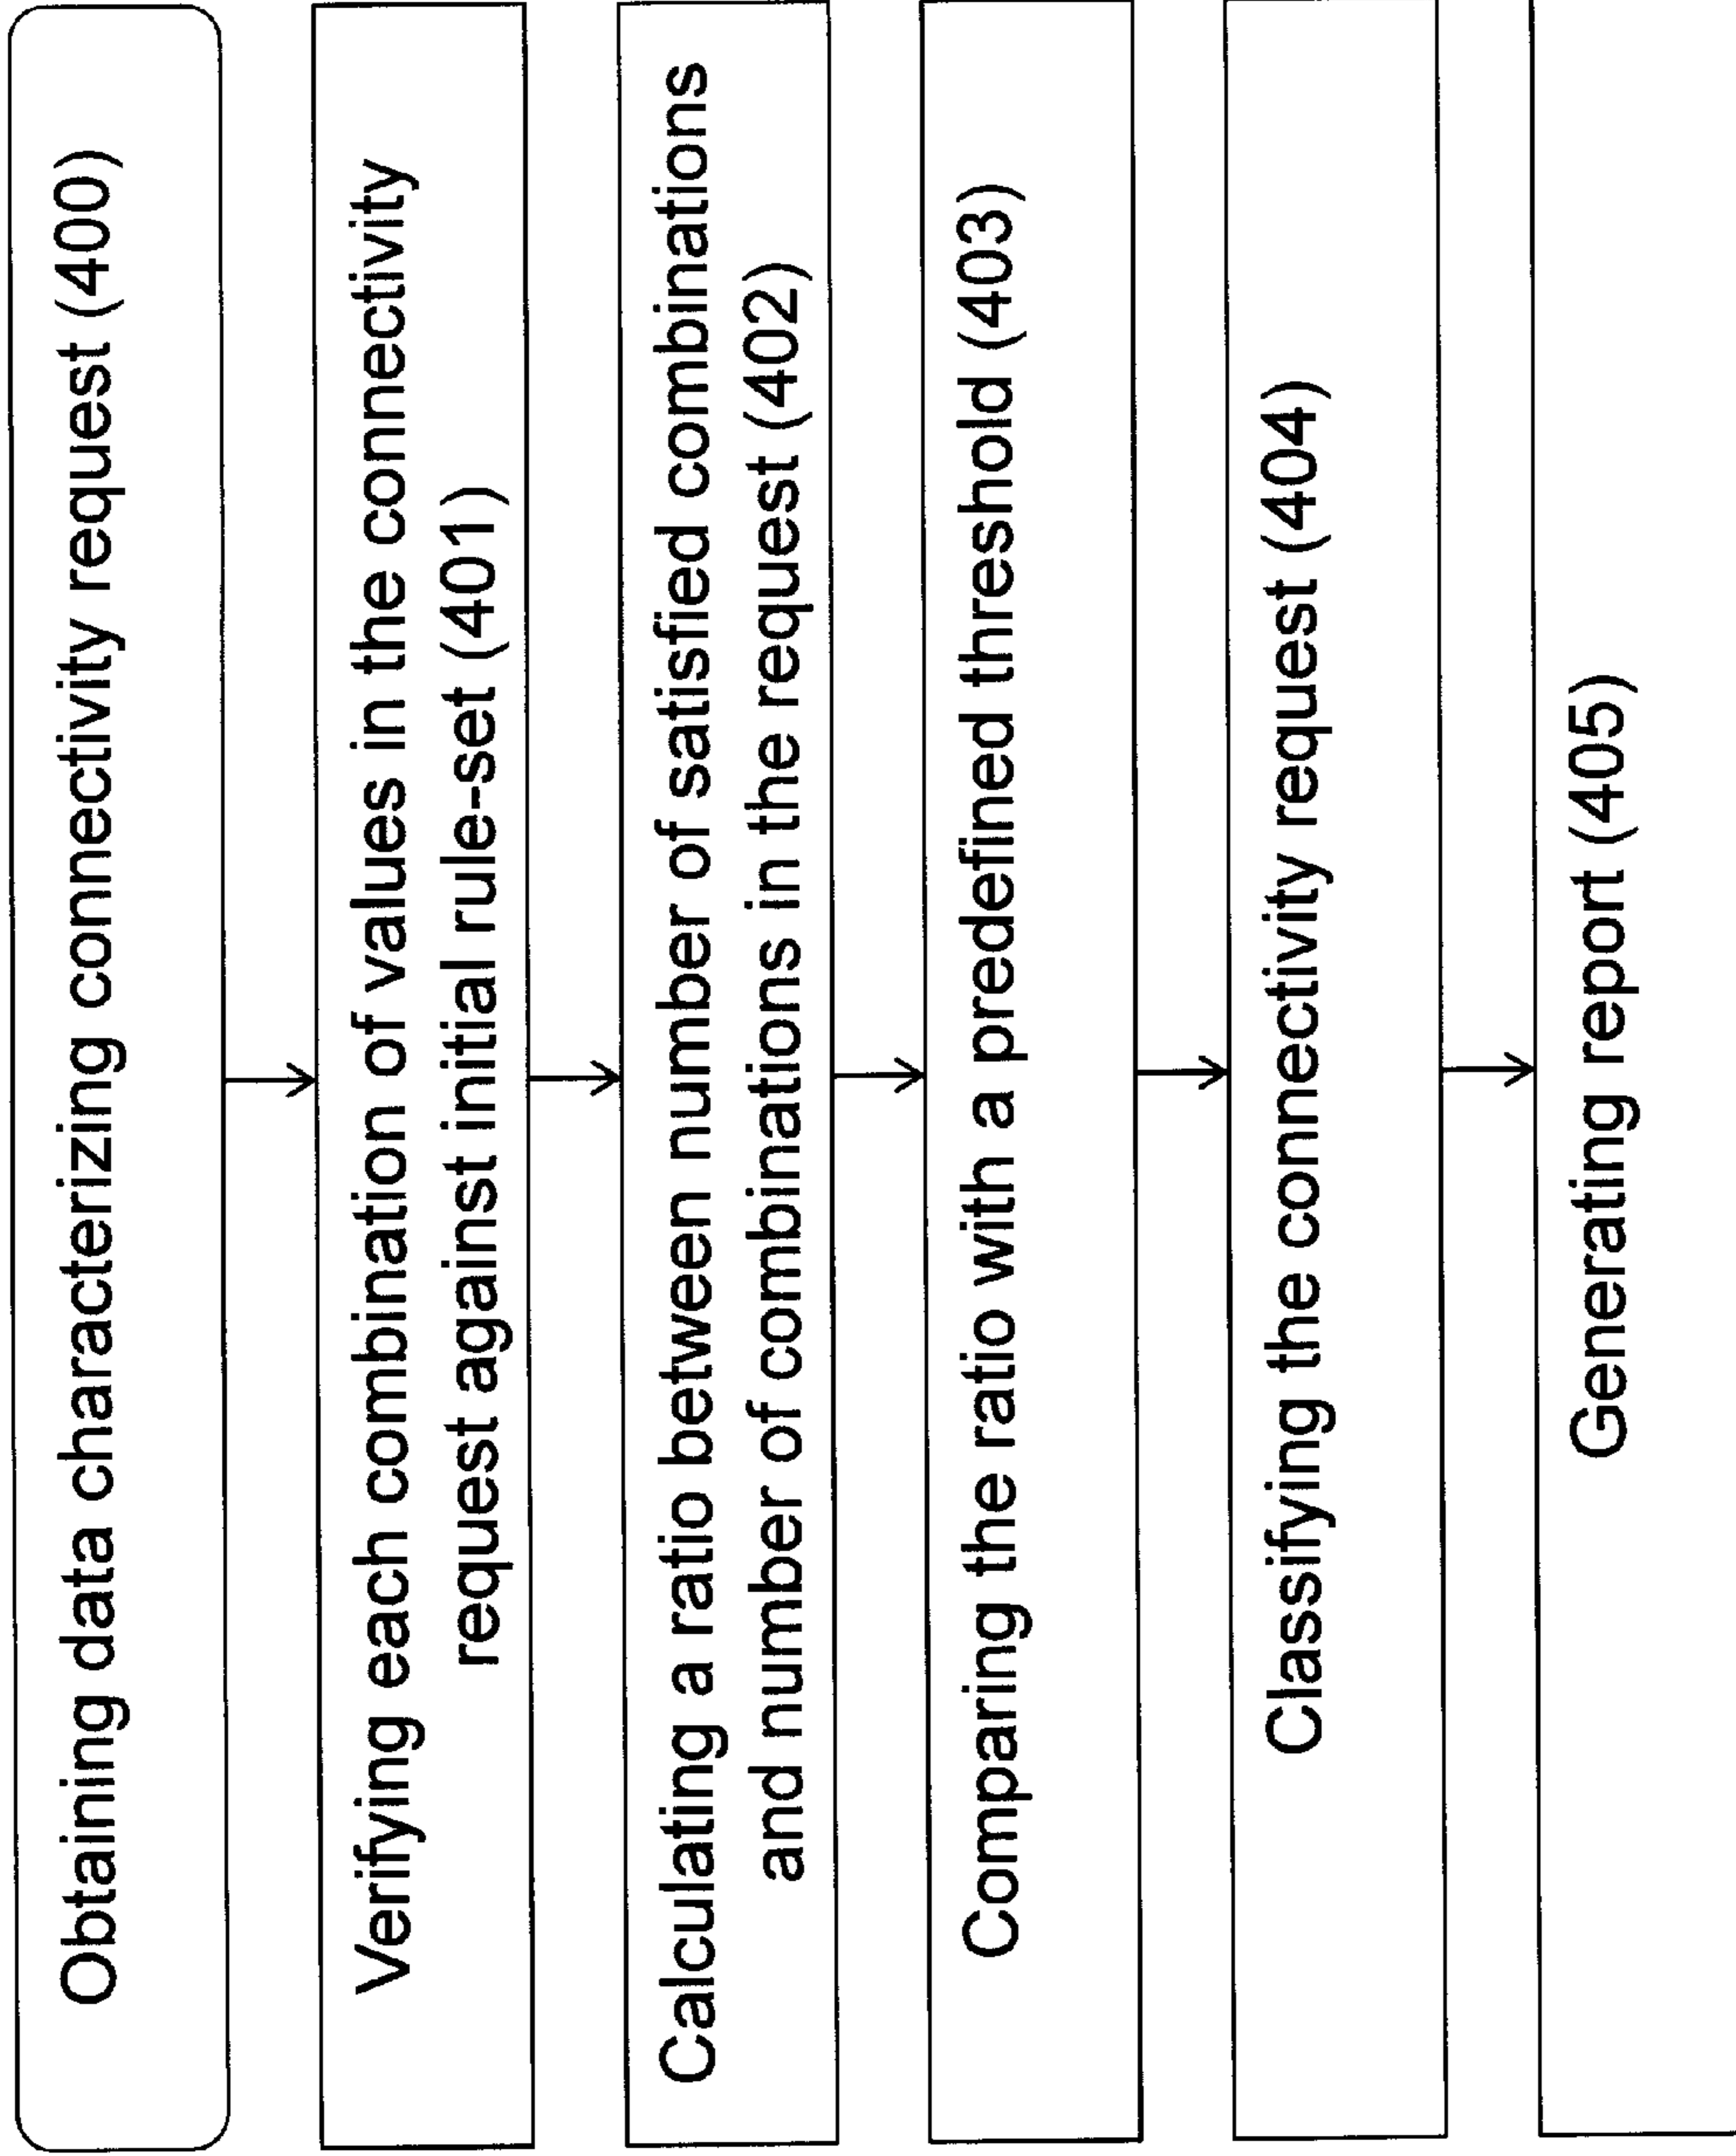 Obtaining data characterizing connectivity request (400)
Verifying each combination of values in the connectivity
request against initial rule-set (401)
Calculating a ratio between number of satisfied combinations
and number of combinations in the request (402)
Comparing the ratio with a predefined threshold (403)
Classifying the connectivity request (404)
Generating report (405)